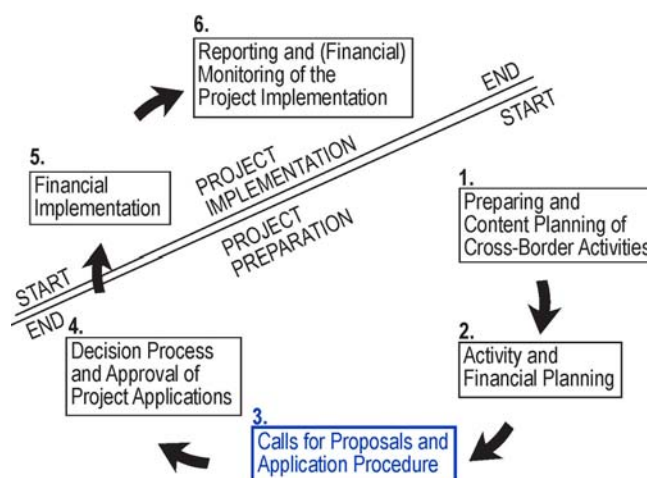 6.
Reporting and (Financial)
Monitoring of the
Project Implementation
END
START
5.
Financial
Implementation
PROJECT
IMPLEMENTATION
PROJECT
PREPARATION
1.
Preparing and
Content Planning of
Cross-Border Activities
START
END
4.
Decision Process
and Approval of
Project Applications
2.
Activity and
Financial Planning
3.
Calls for Proposals and
Application Procedure